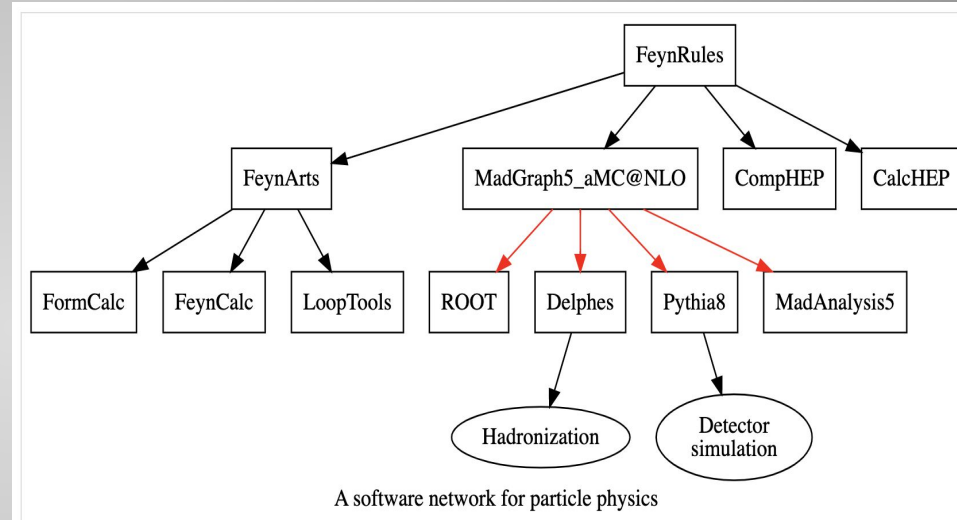 FeynRules
FeynArts
MadGraph5_aMC@NLO
CompHEP
CalcHEP
FormCalc
FeynCalc
LoopTools
ROOT
Delphes
Pythia8
MadAnalysis5
Hadronization
Detector
simulation
A software network for particle physics